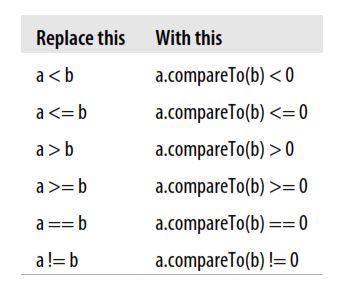 Replace this With this
a < b a.compareTo(b) < 0
a <= b a.compareTo(b) <= 0
a > b a.compareTo(b) > 0
a >= b a.compareTo(b) >= 0
a == b a.compareTo(b) == 0
a != b a.compareTo(b) != 0